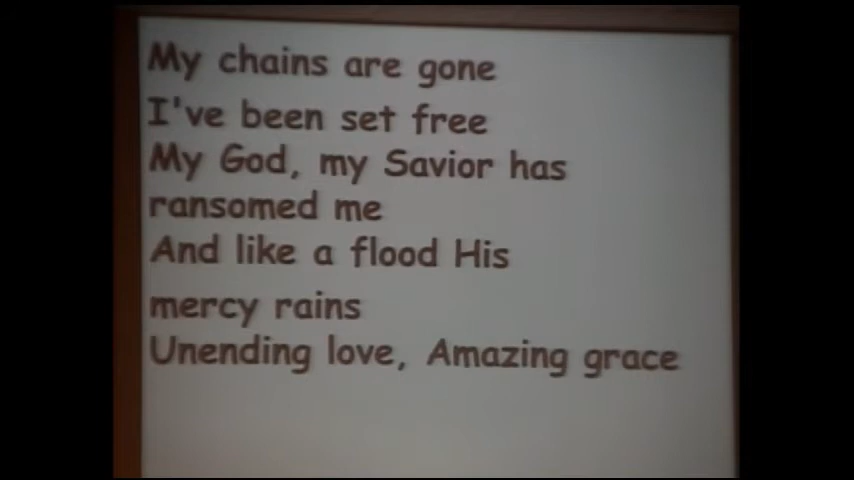 My chains are gone
I've been set free
My God, my Savior has
ransomed me
And like a flood His
mercy rains
Unending love, Amazing grace